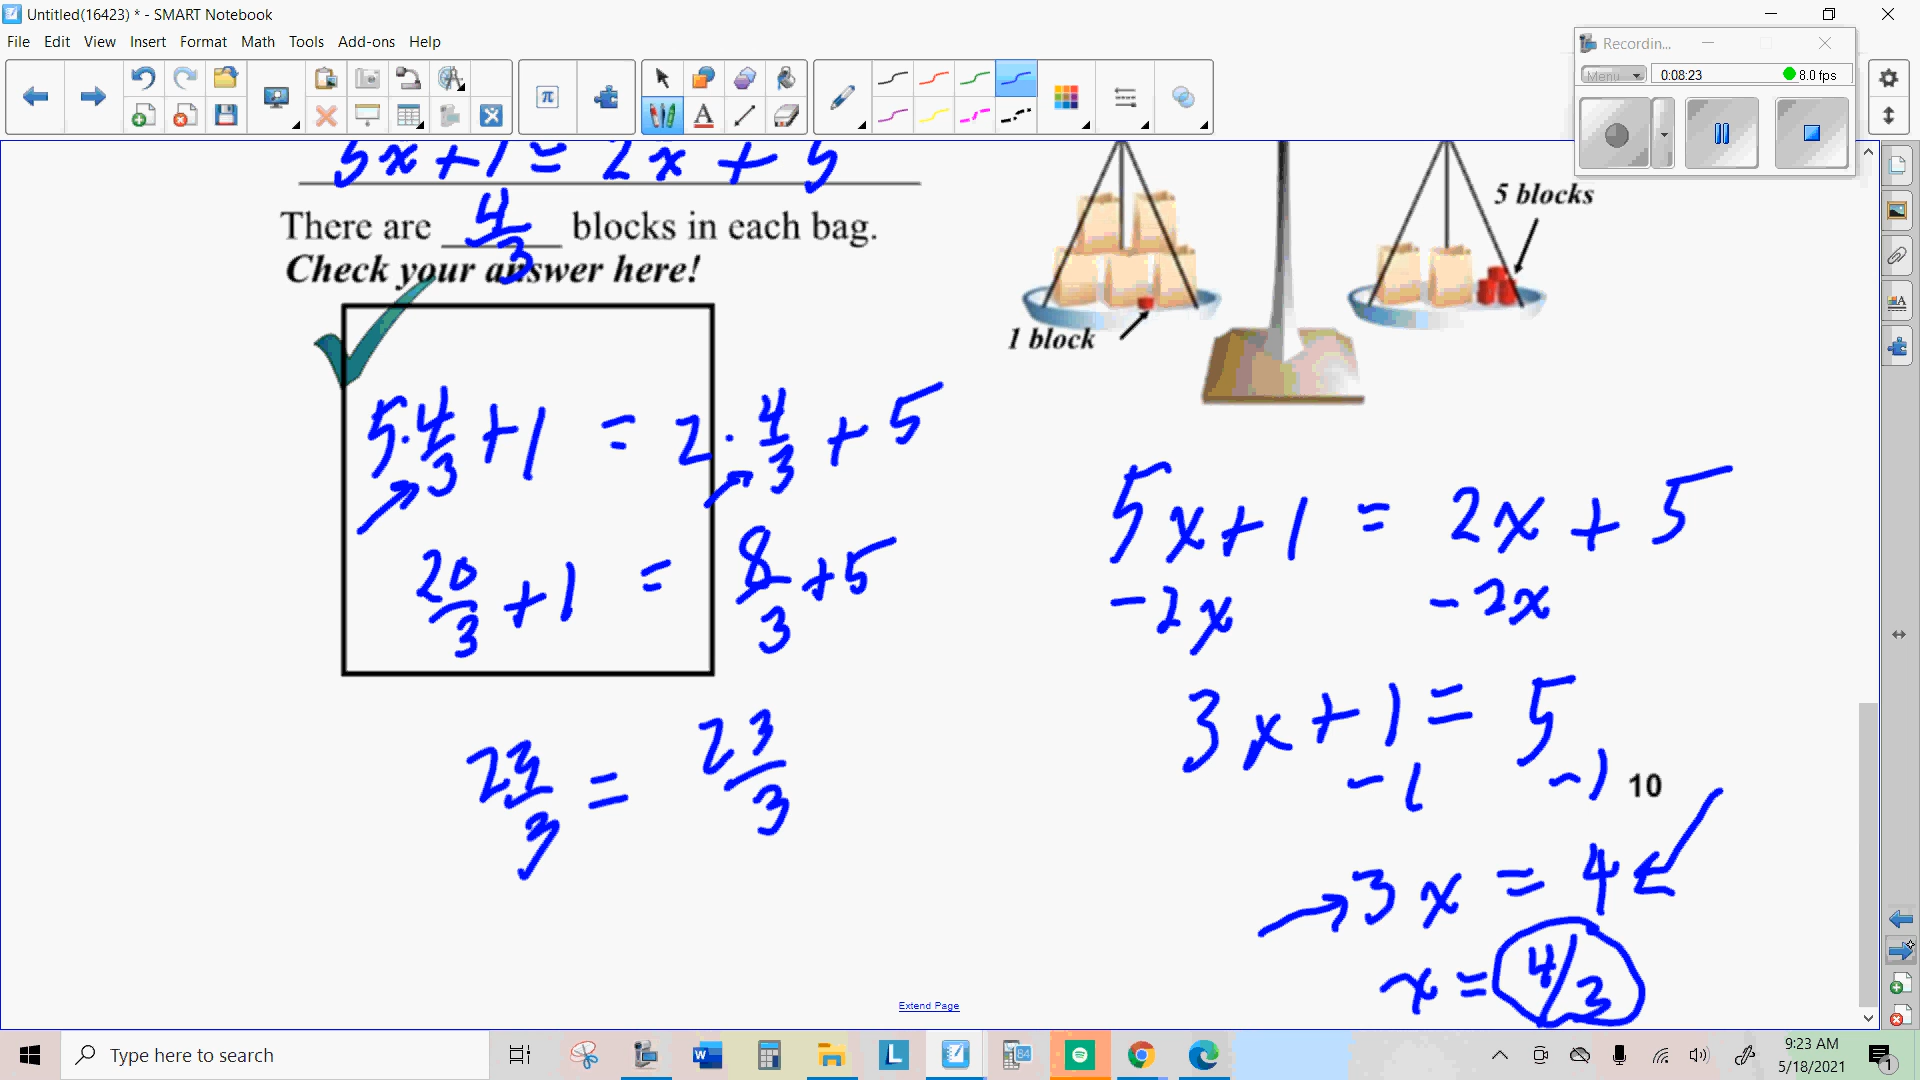 Untitled(16423) * - SMART Notebook
File Edit View Insert Format Math Tools Add-ons Help
Recordin...
Menu
0:08:23
8.0 fps
5x+1 = 2x + 5
There are 4/3 blocks in each bag.
Check your answer here!
5 blocks
1 block
5·4/3 +1 = 2·4/3 + 5
20/3 +1 = 8/3 +5
23/3 = 23/3
5x+1 = 2x + 5
-2x -2x
3x+1 = 5
-1 -1
10
3x = 4
x = 4/3
Extend Page
Type here to search
84
9:23 AM
5/18/2021
1